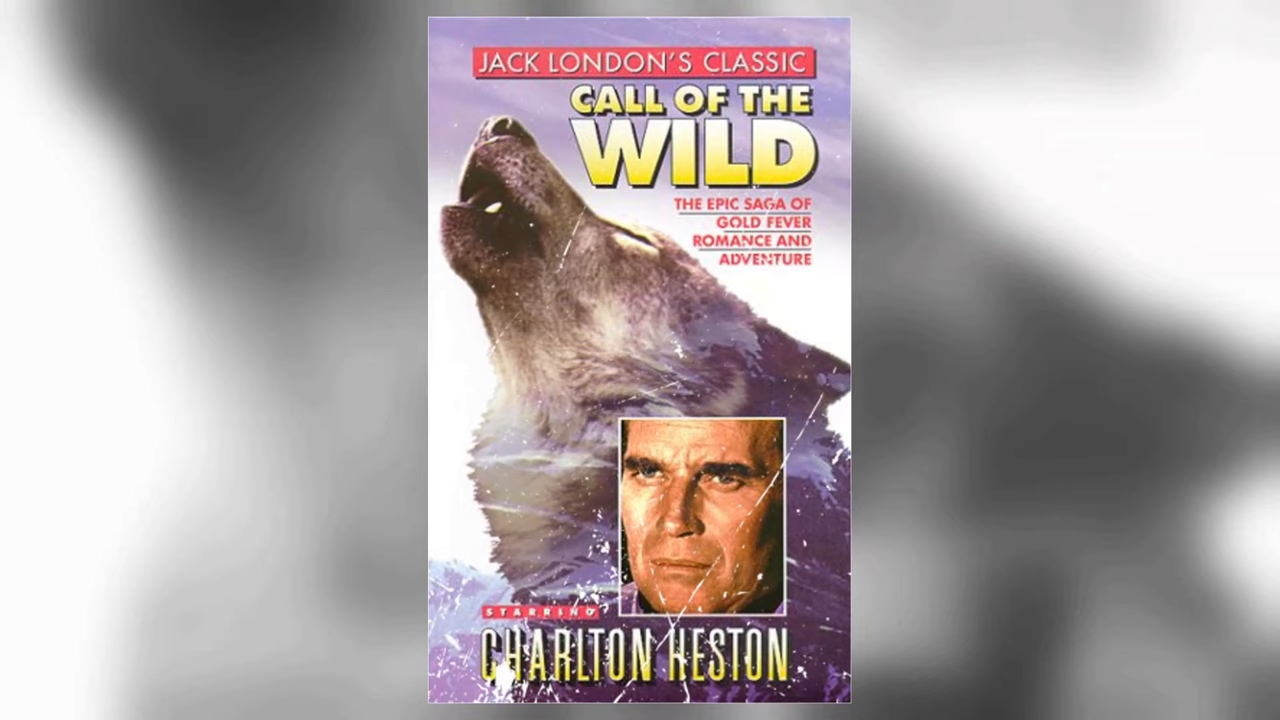 JACK LONDON'S CLASSIC
CALL OF THE
WILD
THE EPIC SAGA OF
GOLD FEVER
ROMANCE AND
ADVENTURE
STARRING
CHARLTON HESTON